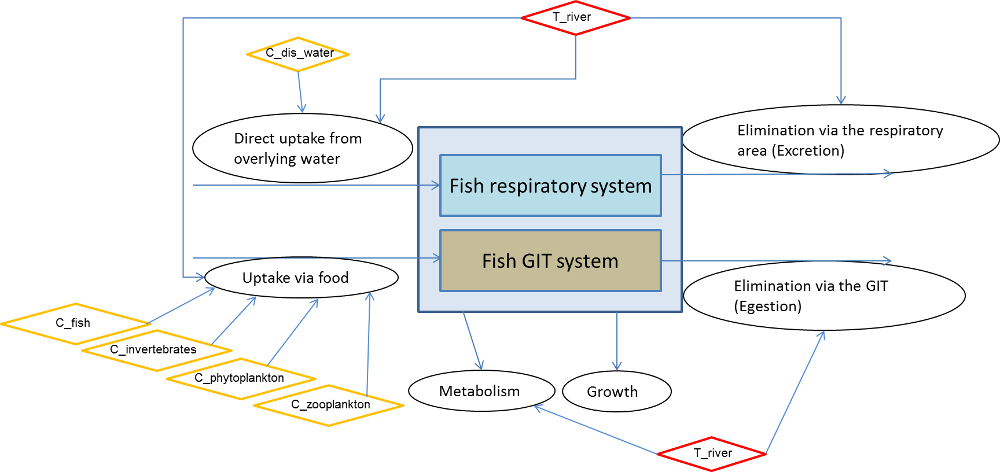 T_river
C_dis_water
Direct uptake from
overlying water
Elimination via the respiratory
area (Excretion)
Fish respiratory system
Fish GIT system
Uptake via food
Elimination via the GIT
(Egestion)
C_fish
C_invertebrates
C_phytoplankton
C_zooplankton
Metabolism
Growth
T_river